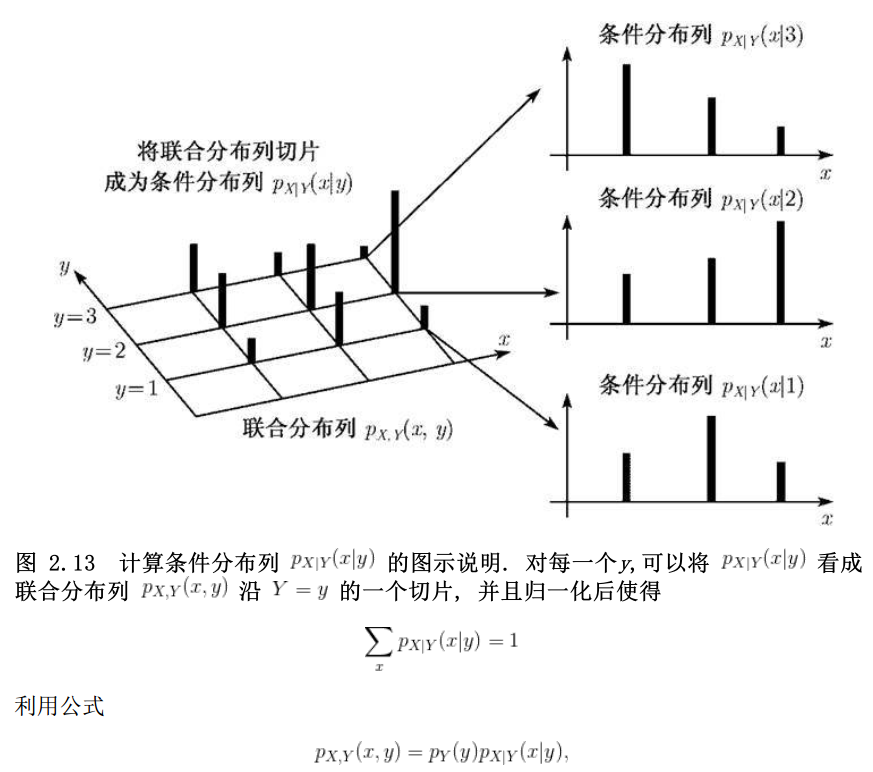 条件分布列 p_{X|Y}(x|3)
x
将联合分布列切片
成为条件分布列 p_{X|Y}(x|y)
条件分布列 p_{X|Y}(x|2)
x
y
y=3
y=2
y=1
x
联合分布列 p_{X,Y}(x, y)
条件分布列 p_{X|Y}(x|1)
x
图 2.13 计算条件分布列 p_{X|Y}(x|y) 的图示说明. 对每一个y,可以将 p_{X|Y}(x|y) 看成
联合分布列 p_{X,Y}(x,y) 沿 Y = y 的一个切片, 并且归一化后使得
∑_x p_{X|Y}(x|y) = 1
利用公式
p_{X,Y}(x,y) = p_Y(y)p_{X|Y}(x|y),